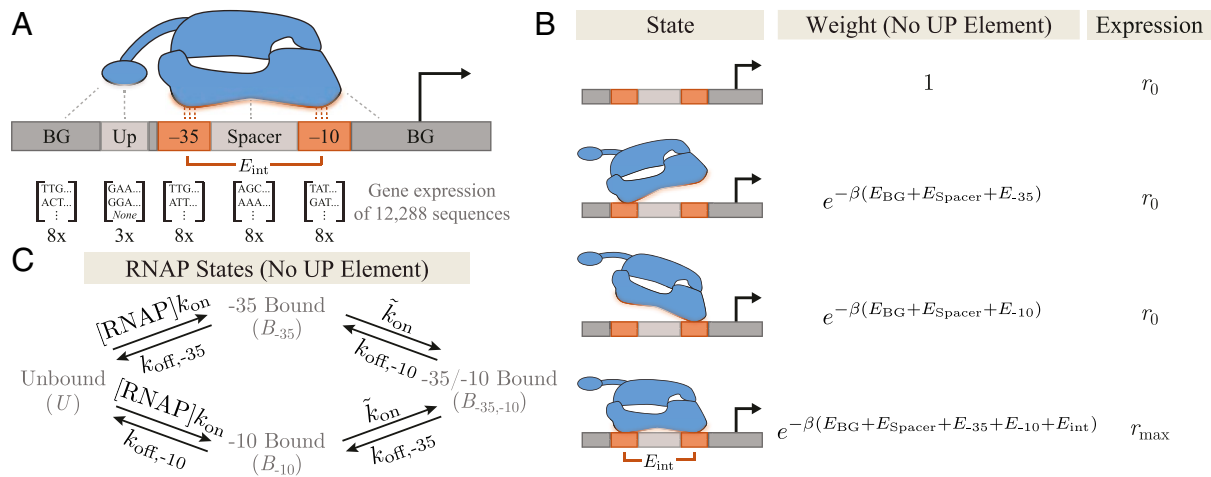 A
BG
Up
–35
Spacer
–10
BG
E_int
TTG...
ACT...
⋮
8x
GAA...
GGA...
None
3x
TTG...
ATT...
⋮
8x
AGC...
AAA...
⋮
8x
TAT...
GAT...
⋮
8x
Gene expression
of 12,288 sequences
B
State
Weight (No UP Element)
Expression
1
r_0
e^{-β(E_BG+E_Spacer+E_-35)}
r_0
e^{-β(E_BG+E_Spacer+E_-10)}
r_0
E_int
e^{-β(E_BG+E_Spacer+E_-35+E_-10+E_int)}
r_max
C
RNAP States (No UP Element)
[RNAP]k_on
k_off,-35
-35 Bound
(B_-35)
k̃_on
k_off,-10
Unbound
(U)
-35/-10 Bound
(B_-35,-10)
[RNAP]k_on
k_off,-10
-10 Bound
(B_-10)
k̃_on
k_off,-35